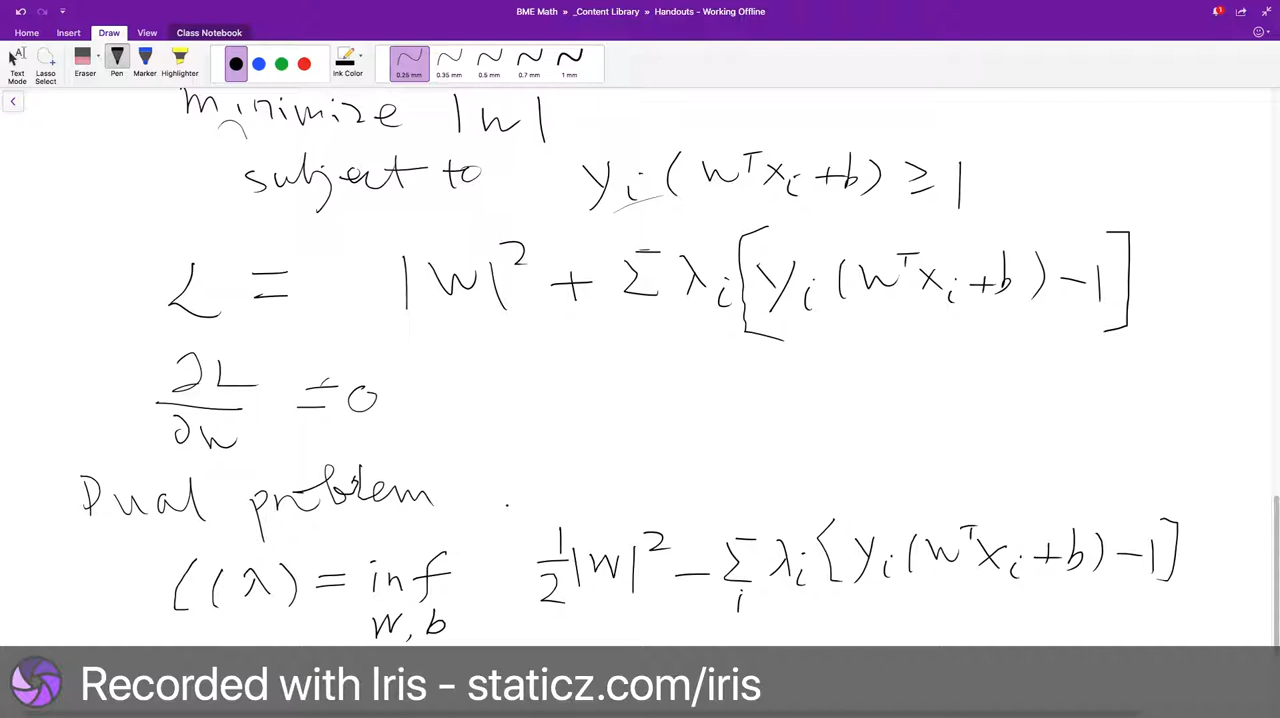 BME Math » _Content Library » Handouts - Working Offline
Home Insert Draw View Class Notebook
Text Mode Lasso Select Eraser Pen Marker Highlighter Ink Color 0.25 mm 0.35 mm 0.5 mm 0.7 mm 1 mm
minimize |w|
subject to yᵢ(wᵀxᵢ+b) ≥ 1
L = |w|² + Σ λᵢ[yᵢ(wᵀxᵢ+b) -1]
∂L/∂w = 0
Dual problem .
L(λ) = inf w, b ½|w|² - Σᵢ λᵢ[yᵢ(wᵀxᵢ+b) -1]
Recorded with Iris - staticz.com/iris